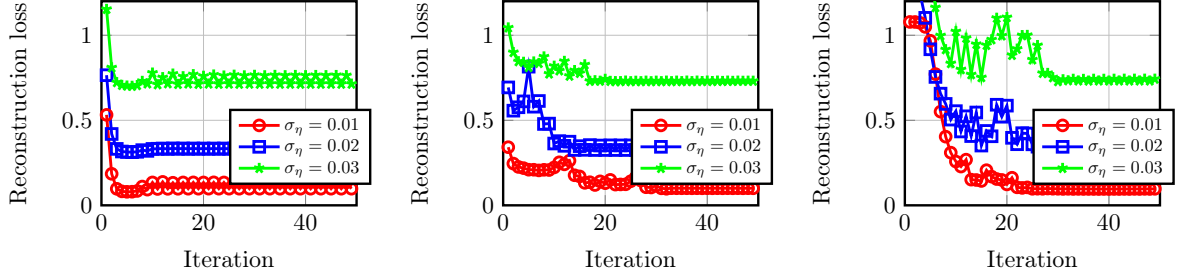 Reconstruction loss
1
0.5
0
0
20
40
Iteration
σ_η = 0.01
σ_η = 0.02
σ_η = 0.03
Reconstruction loss
1
0.5
0
0
20
40
Iteration
σ_η = 0.01
σ_η = 0.02
σ_η = 0.03
Reconstruction loss
1
0.5
0
0
20
40
Iteration
σ_η = 0.01
σ_η = 0.02
σ_η = 0.03